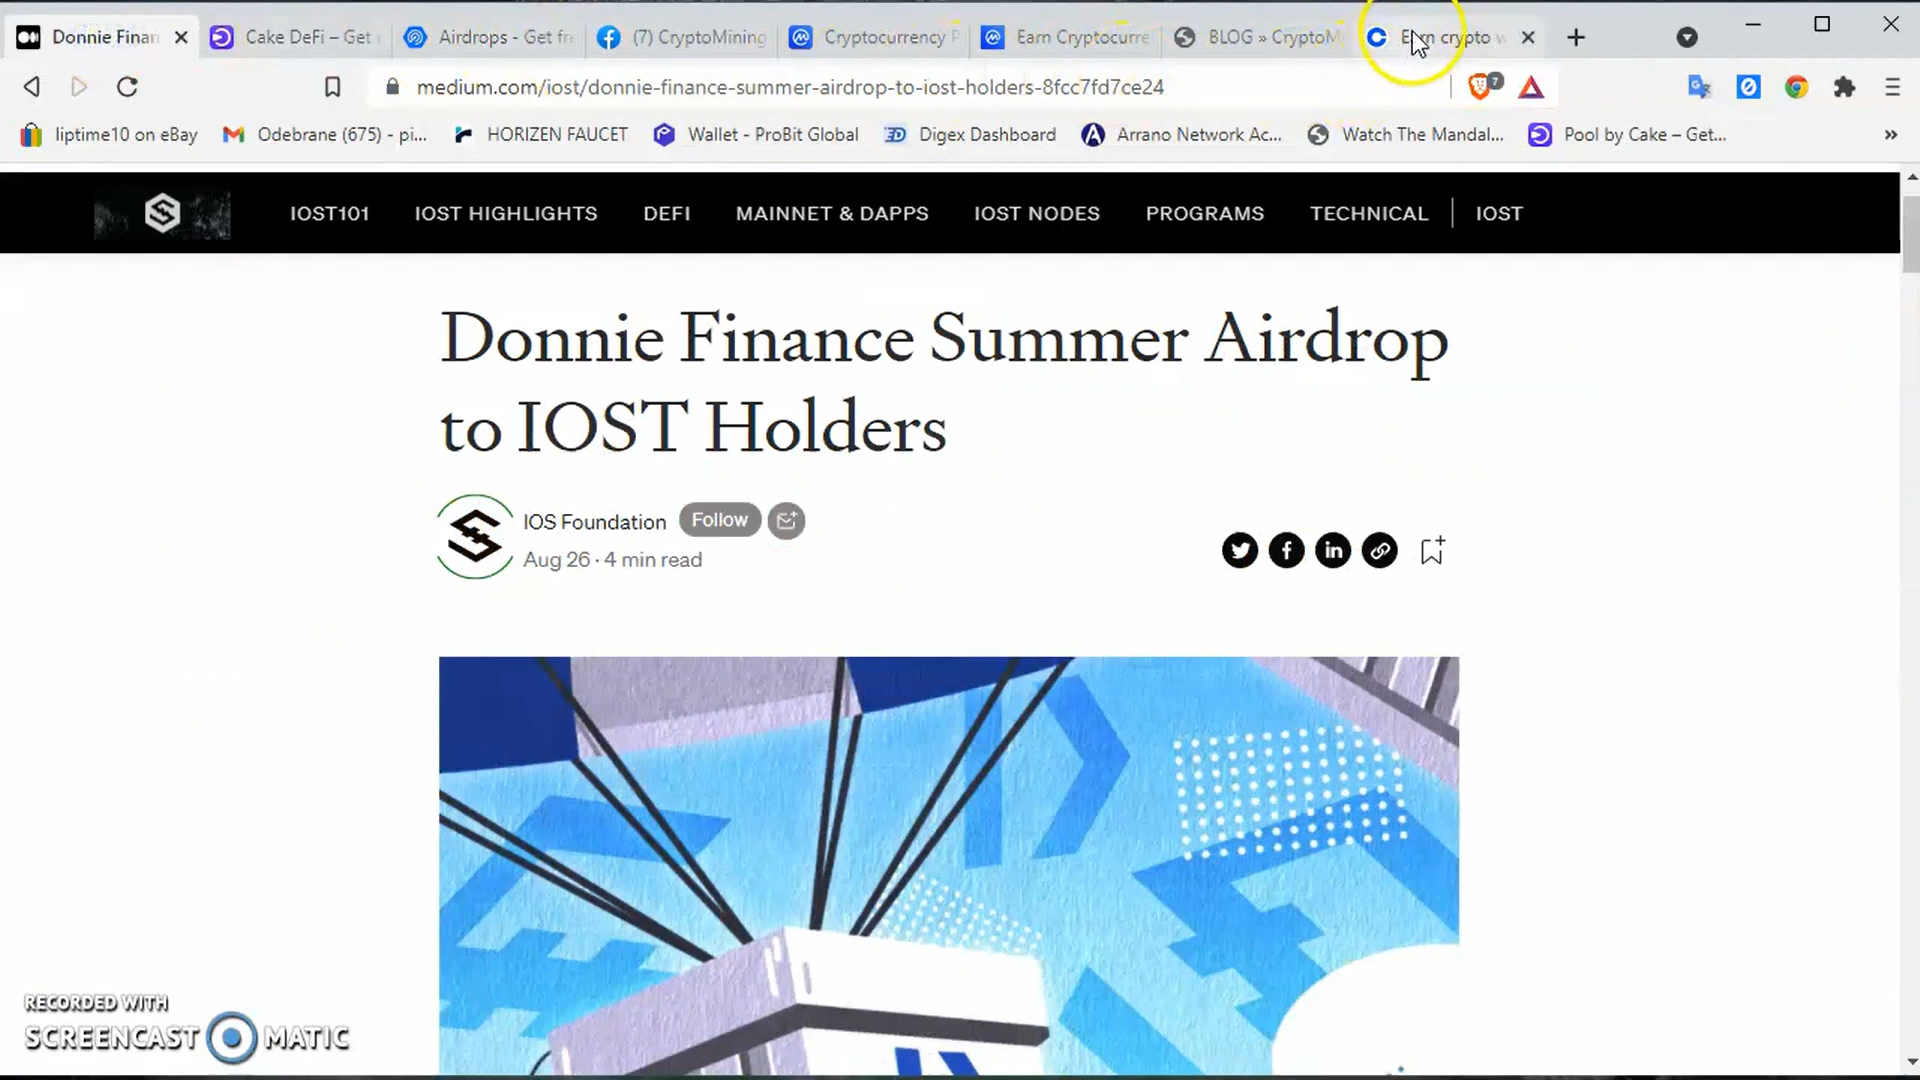 Donnie Finan
Cake DeFi – Get
Airdrops - Get fr
(7) CryptoMining
Cryptocurrency P
Earn Cryptocurre
BLOG » CryptoM
Earn crypto w
medium.com/iost/donnie-finance-summer-airdrop-to-iost-holders-8fcc7fd7ce24
7
liptime10 on eBay
Odebrane (675) - pi...
HORIZEN FAUCET
Wallet - ProBit Global
Digex Dashboard
Arrano Network Ac...
Watch The Mandal...
Pool by Cake – Get...
»
IOST101 IOST HIGHLIGHTS DEFI MAINNET & DAPPS IOST NODES PROGRAMS TECHNICAL IOST
Donnie Finance Summer Airdrop
to IOST Holders
IOS Foundation Follow
Aug 26 · 4 min read
RECORDED WITH
SCREENCAST MATIC